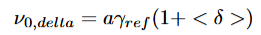 ν₀,delta = aγref(1+ < δ >)